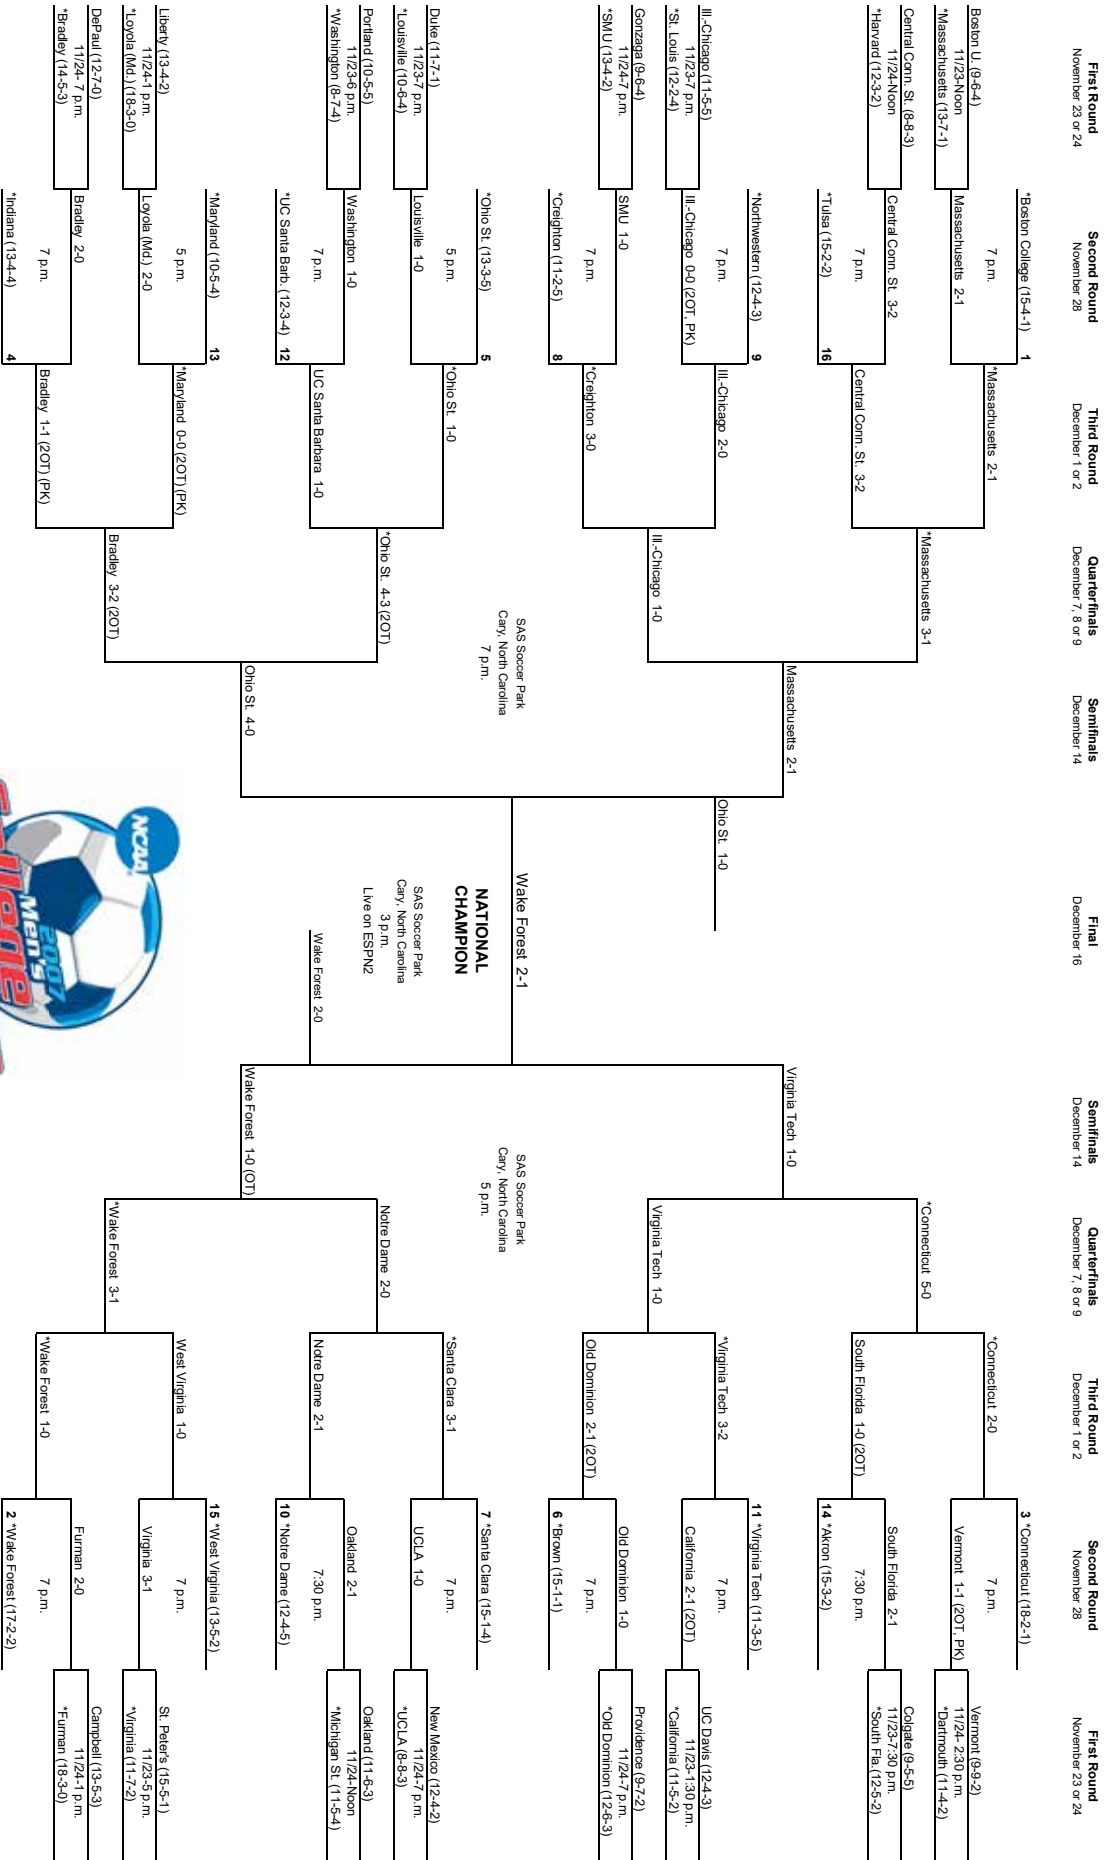 First Round
November 23 or 24
Second Round
November 28
Third Round
December 1 or 2
Quarterfinals
December 7, 8 or 9
Semifinals
December 14
Final
December 16
Semifinals
December 14
Quarterfinals
December 7, 8 or 9
Third Round
December 1 or 2
Second Round
November 28
First Round
November 23 or 24
Boston U. (9-6-4)
11/23-Noon
*Massachusetts (13-7-1)
Central Conn. St. (8-8-3)
11/24-Noon
*Harvard (12-3-2)
Ill.-Chicago (11-5-5)
11/23-7 p.m.
*St. Louis (12-2-4)
Gonzaga (9-6-4)
11/24-7 p.m.
*SMU (13-4-2)
Duke (11-7-1)
11/23-7 p.m.
*Louisville (10-6-4)
Portland (10-5-5)
11/23-6 p.m.
*Washington (8-7-4)
Liberty (13-4-2)
11/24-1 p.m.
*Loyola (Md.) (18-3-0)
DePaul (12-7-0)
11/24- 7 p.m.
*Bradley (14-5-3)
*Boston College (15-4-1) 1
7 p.m.
Massachusetts 2-1
Central Conn. St. 3-2
7 p.m.
*Tulsa (15-2-2) 16
*Northwestern (12-4-3) 9
7 p.m.
Ill.-Chicago 0-0 (2OT, PK)
SMU 1-0
7 p.m.
*Creighton (11-2-5) 8
*Ohio St. (13-3-5) 5
5 p.m.
Louisville 1-0
Washington 1-0
7 p.m.
*UC Santa Barb. (12-3-4) 12
*Maryland (10-5-4) 13
5 p.m.
Loyola (Md.) 2-0
Bradley 2-0
7 p.m.
*Indiana (13-4-4) 4
*Massachusetts 2-1
Central Conn. St. 3-2
Ill.-Chicago 2-0
*Creighton 3-0
*Ohio St. 1-0
UC Santa Barbara 1-0
*Maryland 0-0 (2OT) (PK)
Bradley 1-1 (2OT) (PK)
*Massachusetts 3-1
Ill.-Chicago 1-0
*Ohio St. 4-3 (2OT)
Bradley 3-2 (2OT)
SAS Soccer Park
Cary, North Carolina
7 p.m.
Massachusetts 2-1
Ohio St. 4-0
Ohio St. 1-0
Wake Forest 2-1
NATIONAL
CHAMPION
SAS Soccer Park
Cary, North Carolina
3 p.m.
Live on ESPN2
Wake Forest 2-0
NCAA
2007
Men's
College
Virginia Tech 1-0
Wake Forest 1-0 (OT)
SAS Soccer Park
Cary, North Carolina
5 p.m.
*Connecticut 5-0
Virginia Tech 1-0
Notre Dame 2-0
*Wake Forest 3-1
*Connecticut 2-0
South Florida 1-0 (2OT)
*Virginia Tech 3-2
Old Dominion 2-1 (2OT)
*Santa Clara 3-1
Notre Dame 2-1
West Virginia 1-0
*Wake Forest 1-0
3 *Connecticut (18-2-1)
7 p.m.
Vermont 1-1 (2OT, PK)
South Florida 2-1
7:30 p.m.
14 *Akron (15-3-2)
11 *Virginia Tech (11-3-5)
7 p.m.
California 2-1 (2OT)
Old Dominion 1-0
7 p.m.
6 *Brown (15-1-1)
7 *Santa Clara (15-1-4)
7 p.m.
UCLA 1-0
Oakland 2-1
7:30 p.m.
10 *Notre Dame (12-4-5)
15 *West Virginia (13-5-2)
7 p.m.
Virginia 3-1
Furman 2-0
7 p.m.
2 *Wake Forest (17-2-2)
Vermont (9-9-2)
11/24- 2:30 p.m.
*Dartmouth (11-4-2)
Colgate (9-5-5)
11/23-7:30 p.m.
*South Fla.(12-5-2)
UC Davis (12-4-3)
11/23-1:30 p.m.
*California (11-5-2)
Providence (9-7-2)
11/24-7 p.m.
*Old Dominion (12-6-3)
New Mexico (12-4-2)
11/24-7 p.m.
*UCLA (8-8-3)
Oakland (11-6-3)
11/24-Noon
*Michigan St. (11-5-4)
St. Peter's (15-5-1)
11/23-5 p.m.
*Virginia (11-7-2)
Campbell (13-5-3)
11/24-1 p.m.
*Furman (18-3-0)